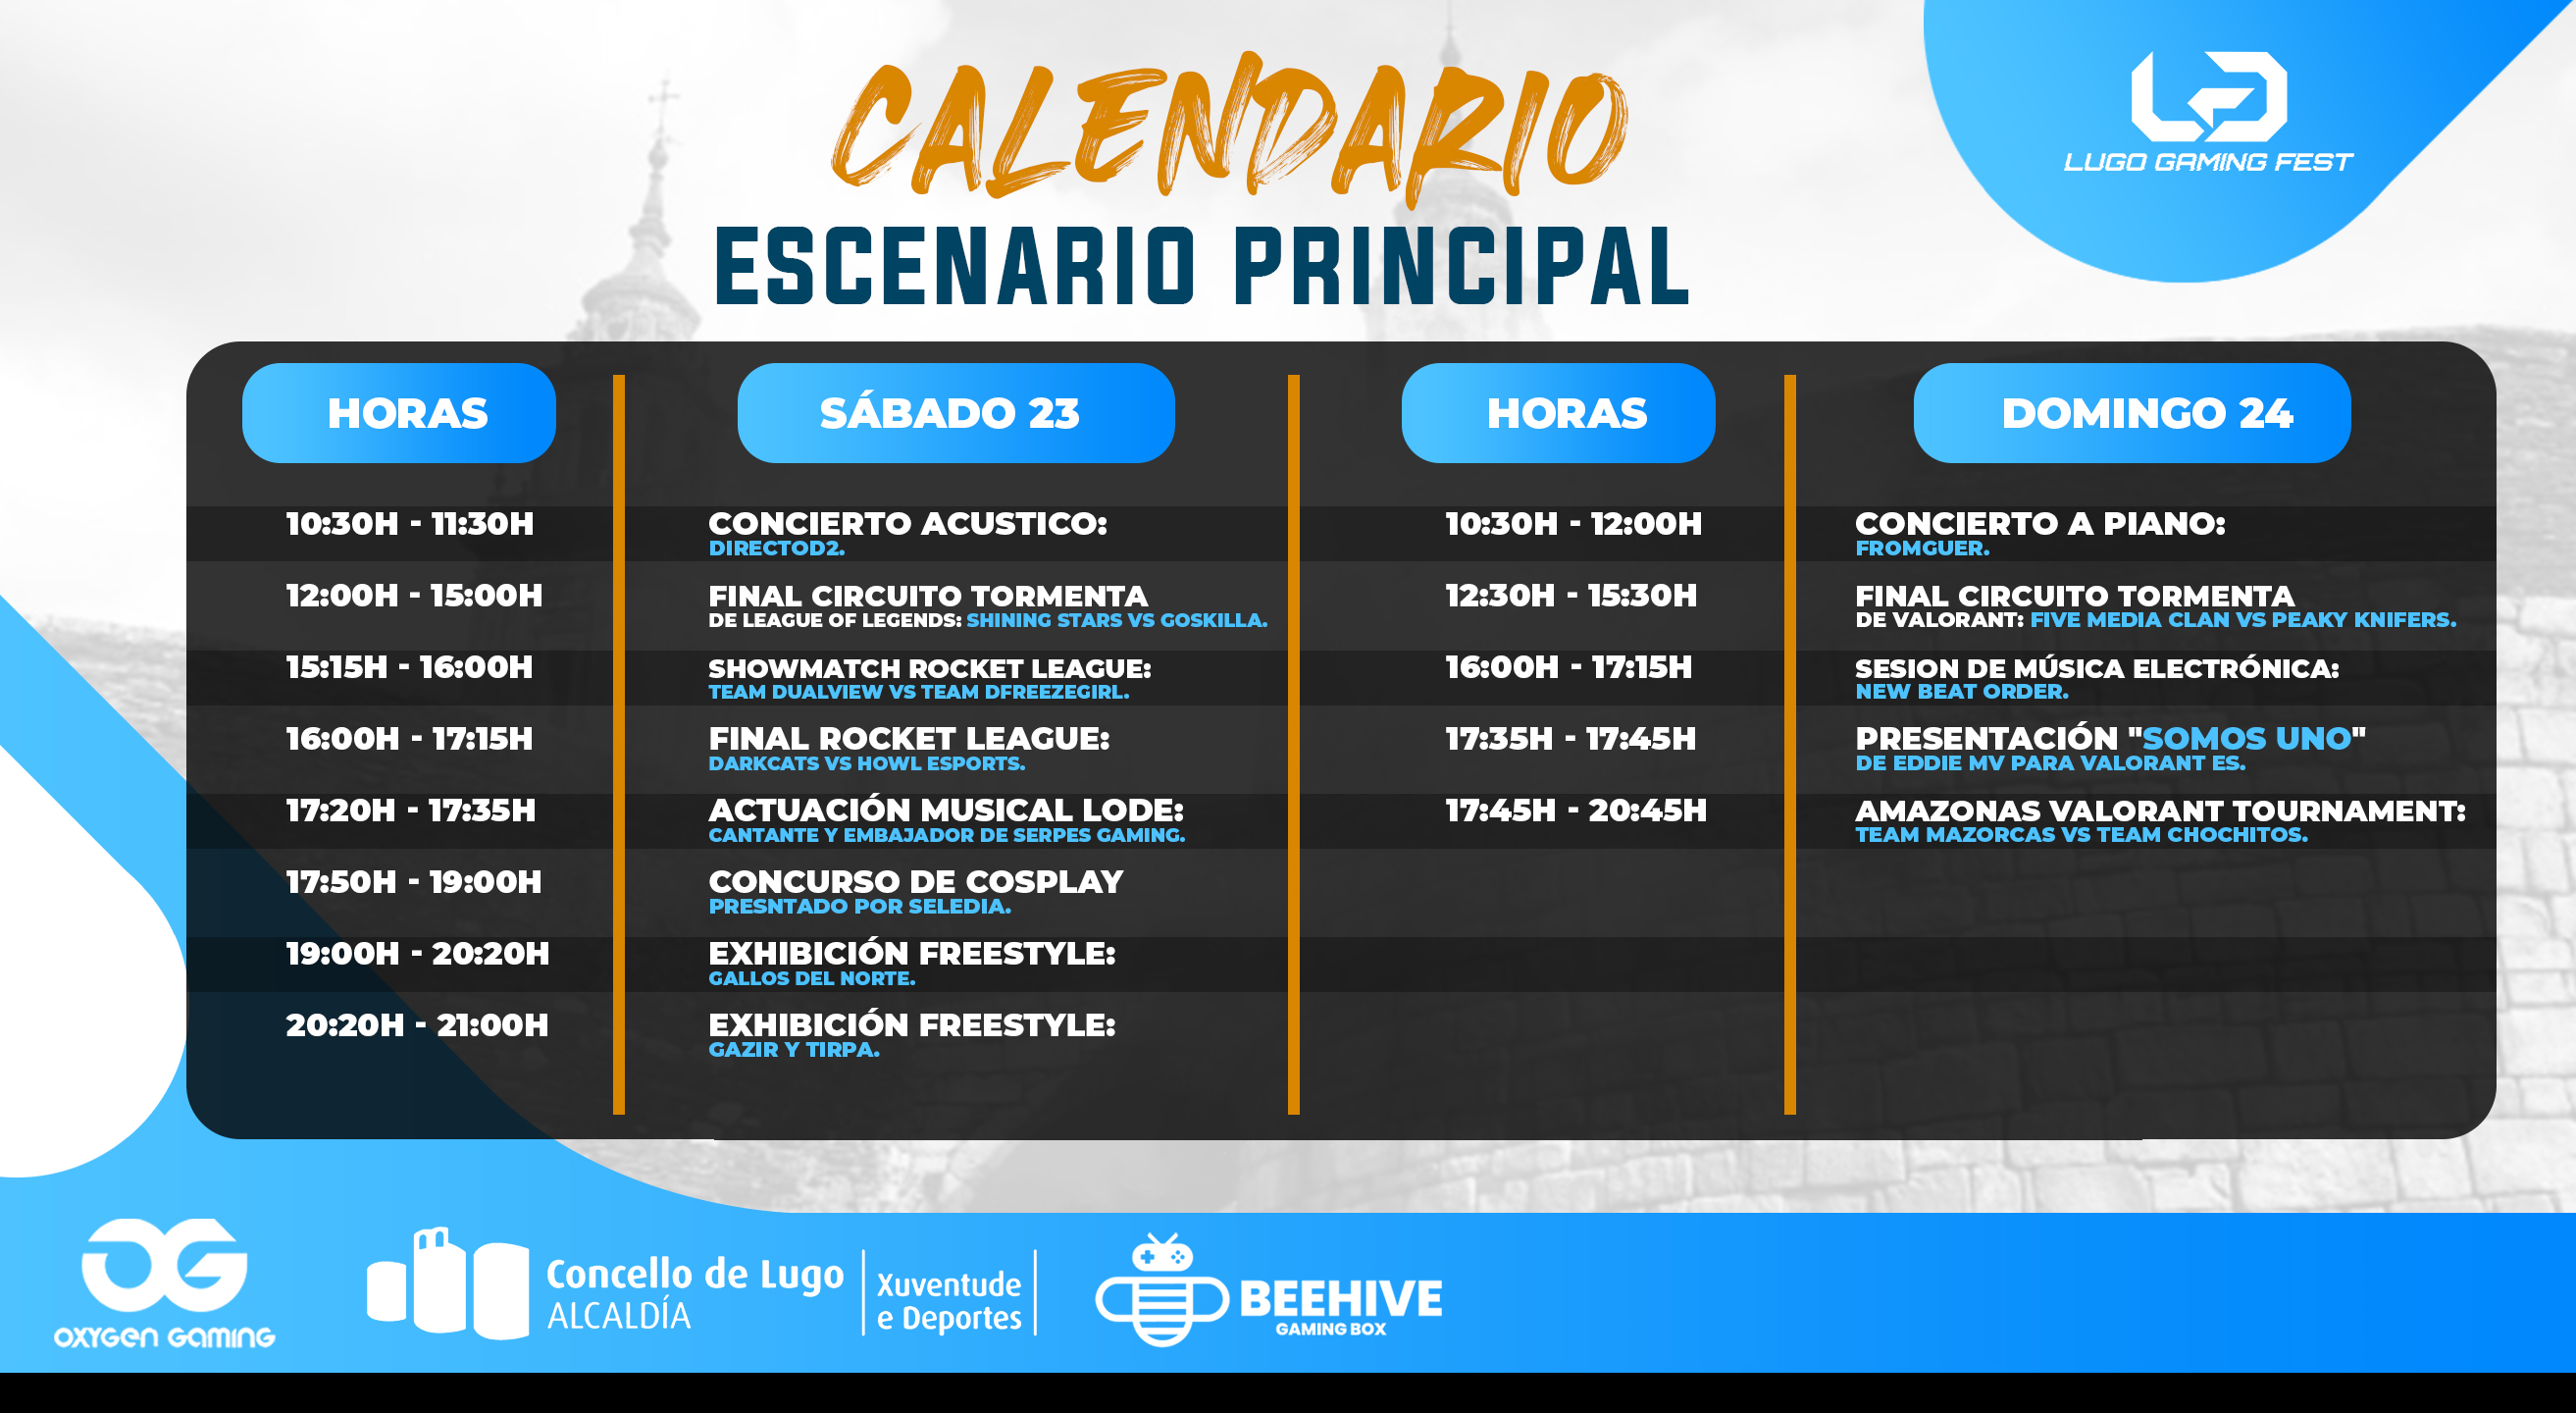 CALENDARIO
ESCENARIO PRINCIPAL
LUGO GAMING FEST
HORAS
SÁBADO 23
10:30H - 11:30H
CONCIERTO ACUSTICO:
DIRECTOD2.
12:00H - 15:00H
FINAL CIRCUITO TORMENTA
DE LEAGUE OF LEGENDS: SHINING STARS VS GOSKILLA.
15:15H - 16:00H
SHOWMATCH ROCKET LEAGUE:
TEAM DUALVIEW VS TEAM DFREEZEGIRL.
16:00H - 17:15H
FINAL ROCKET LEAGUE:
DARKCATS VS HOWL ESPORTS.
17:20H - 17:35H
ACTUACIÓN MUSICAL LODE:
CANTANTE Y EMBAJADOR DE SERPES GAMING.
17:50H - 19:00H
CONCURSO DE COSPLAY
PRESNTADO POR SELEDIA.
19:00H - 20:20H
EXHIBICIÓN FREESTYLE:
GALLOS DEL NORTE.
20:20H - 21:00H
EXHIBICIÓN FREESTYLE:
GAZIR Y TIRPA.
HORAS
DOMINGO 24
10:30H - 12:00H
CONCIERTO A PIANO:
FROMGUER.
12:30H - 15:30H
FINAL CIRCUITO TORMENTA
DE VALORANT: FIVE MEDIA CLAN VS PEAKY KNIFERS.
16:00H - 17:15H
SESION DE MÚSICA ELECTRÓNICA:
NEW BEAT ORDER.
17:35H - 17:45H
PRESENTACIÓN "SOMOS UNO"
DE EDDIE MV PARA VALORANT ES.
17:45H - 20:45H
AMAZONAS VALORANT TOURNAMENT:
TEAM MAZORCAS VS TEAM CHOCHITOS.
OXYGEN GAMING
Concello de Lugo
ALCALDÍA
Xuventude
e Deportes
BEEHIVE
GAMING BOX